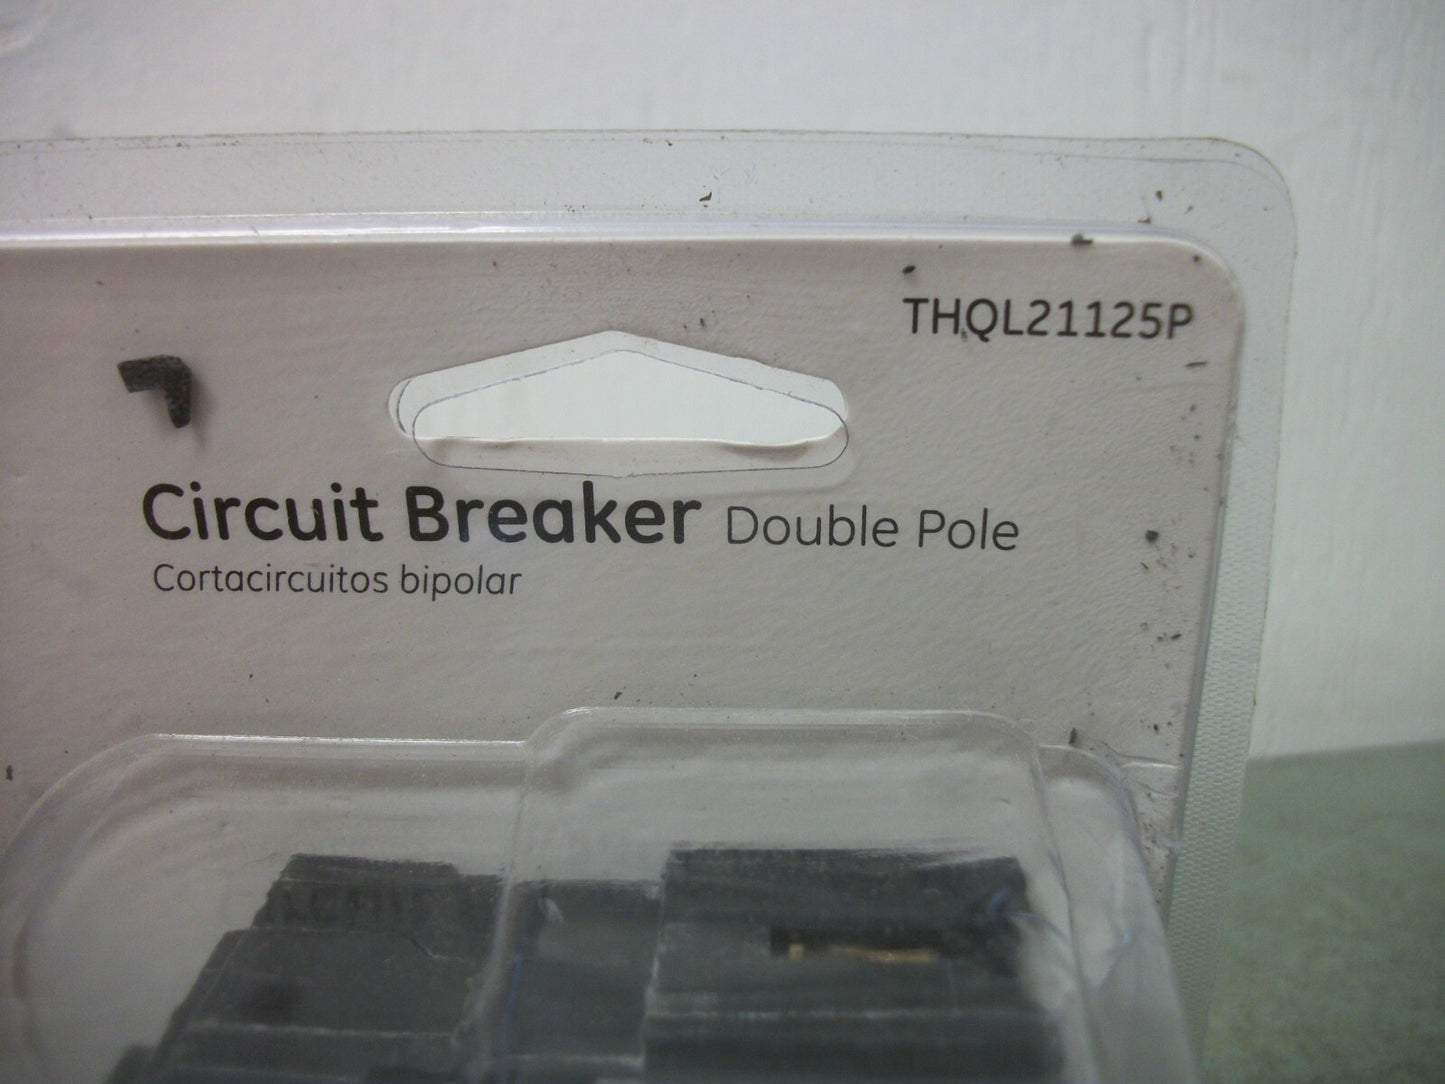 THQL21125P
Circuit Breaker Double Pole
Cortacircuitos bipolar